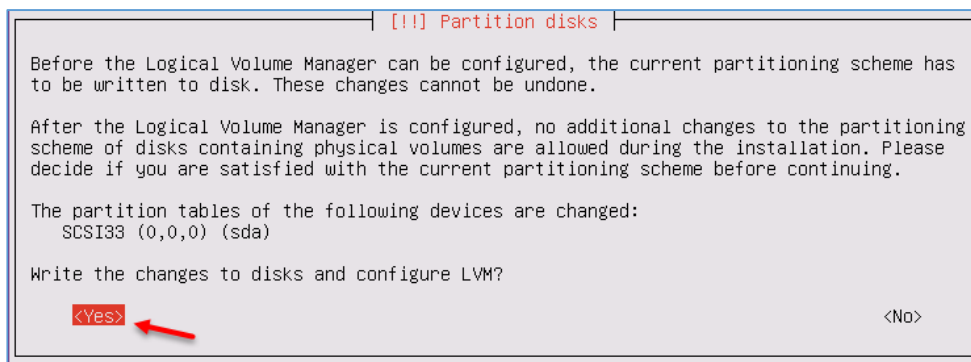 [!!] Partition disks
Before the Logical Volume Manager can be configured, the current partitioning scheme has
to be written to disk. These changes cannot be undone.
After the Logical Volume Manager is configured, no additional changes to the partitioning
scheme of disks containing physical volumes are allowed during the installation. Please
decide if you are satisfied with the current partitioning scheme before continuing.
The partition tables of the following devices are changed:
SCSI33 (0,0,0) (sda)
Write the changes to disks and configure LVM?
<Yes> <No>